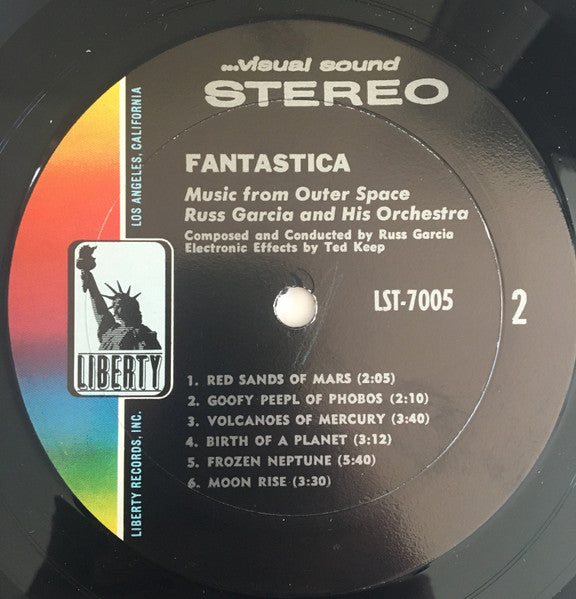 ...visual sound
STEREO
FANTASTICA
Music from Outer Space
Russ Garcia and His Orchestra
Composed and Conducted by Russ Garcia
Electronic Effects by Ted Keep
LST-7005
2
1. RED SANDS OF MARS (2:05)
2. GOOFY PEEPL OF PHOBOS (2:10)
3. VOLCANOES OF MERCURY (3:40)
4. BIRTH OF A PLANET (3:12)
5. FROZEN NEPTUNE (5:40)
6. MOON RISE (3:30)
LIBERTY
LIBERTY RECORDS, INC.
LOS ANGELES, CALIFORNIA